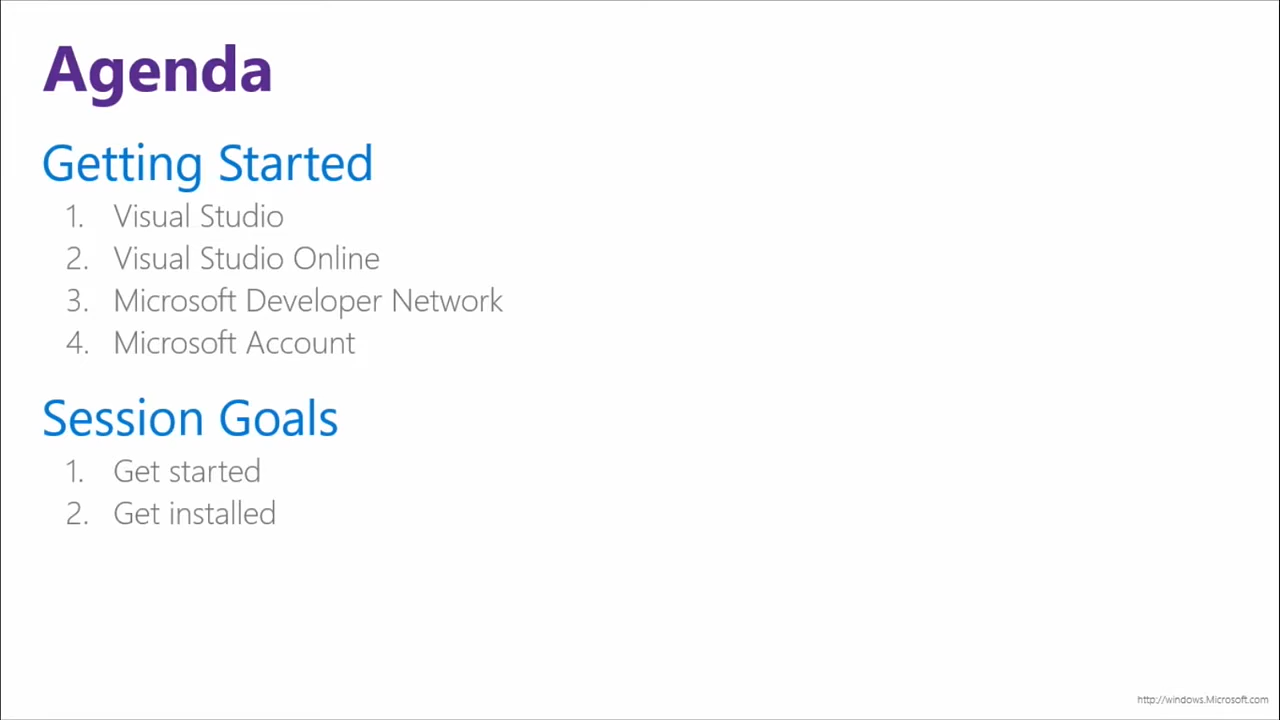 Agenda
Getting Started
1. Visual Studio
2. Visual Studio Online
3. Microsoft Developer Network
4. Microsoft Account
Session Goals
1. Get started
2. Get installed
http://windows.Microsoft.com